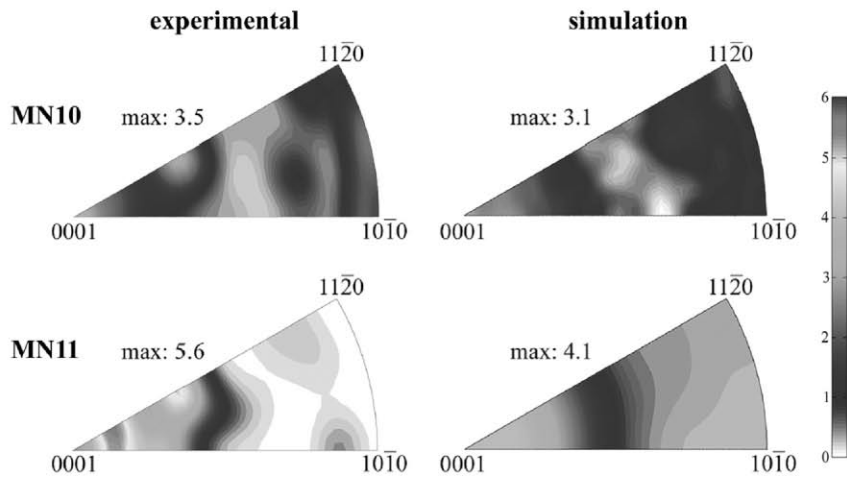 experimental
simulation
MN10
max: 3.5
112̅0
0001
101̅0
max: 3.1
112̅0
0001
101̅0
MN11
max: 5.6
112̅0
0001
101̅0
max: 4.1
112̅0
0001
101̅0
6
5
4
3
2
1
0